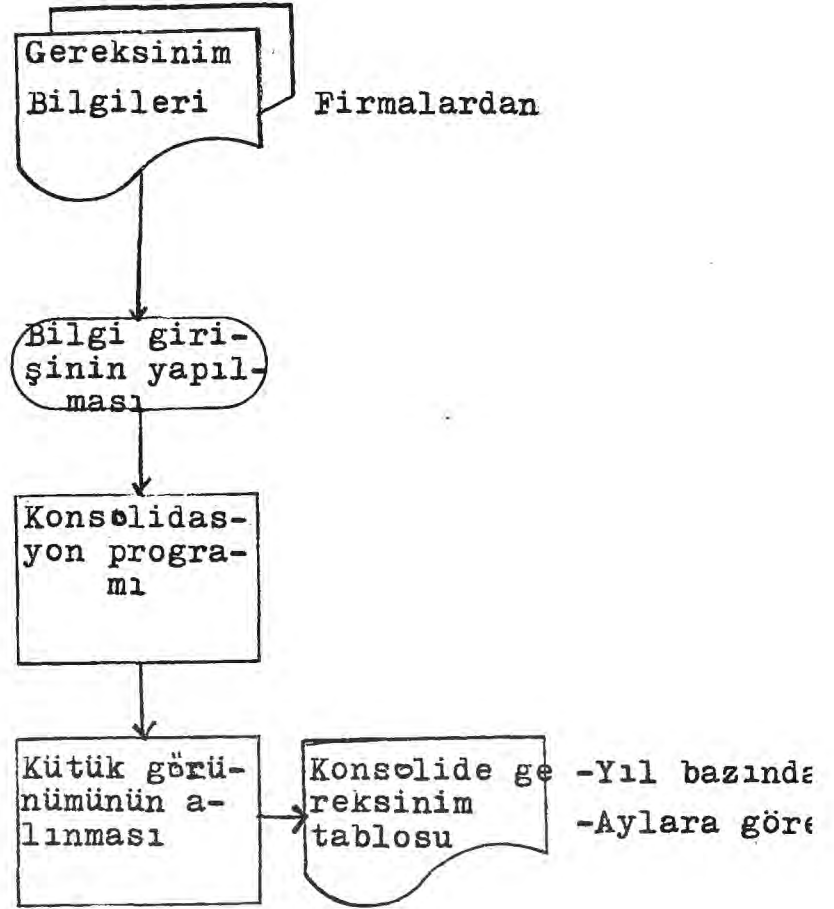 Gereksinim
Bilgileri
Firmalardan
Bilgi giri-
şinin yapıl-
ması
Konsolidas-
yon progra-
mı
Kütük görü-
nümünün a-
lınması
Konsolide ge
reksinim
tablosu
-Yıl bazında
-Aylara göre